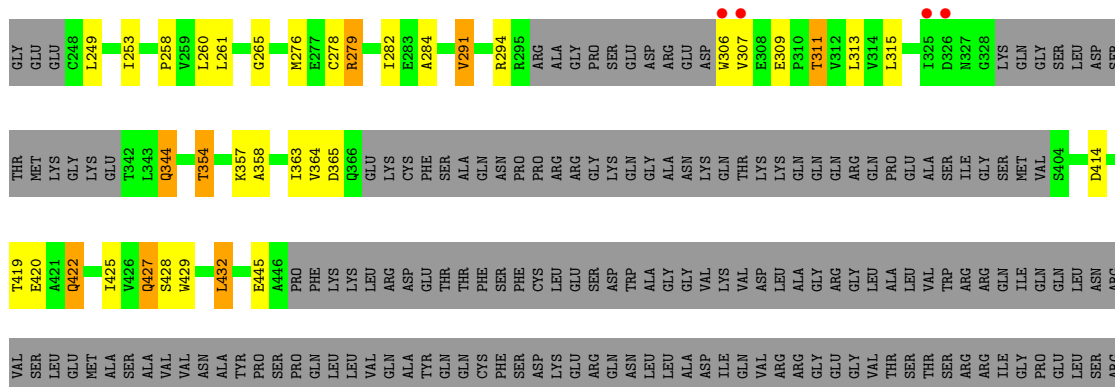 GLY GLU GLU C248 L249 I253 P258 V259 L260 L261 G265 M276 E277 C278 R279 I282 E283 A284 V291 R294 R295 ARG ALA GLY PRO SER GLU ASP ARG GLU ASP W306 V307 E308 E309 P310 T311 V312 L313 V314 L315 I325 D326 N327 G328 LYS GLN GLY SER LEU ASP SER
THR MET LYS GLY LYS GLU T342 L343 Q344 T354 K357 A358 I363 V364 D365 Q366 GLU LYS CYS PHE SER ALA GLN ASN PRO PRO ARG ARG GLY LYS GLN GLY ALA ASN LYS GLN THR LYS LYS GLN GLN GLN ARG GLN PRO GLU ALA SER ILE GLY SER MET VAL S404 D414
T419 E420 A421 Q422 I425 V426 Q427 S428 W429 L432 E445 A446 PRO PHE LYS LYS LEU ARG ASP GLU THR THR PHE SER PHE CYS LEU GLU SER ASP TRP ALA GLY GLY VAL LYS VAL ASP LEU ALA GLY ARG GLY LEU ALA LEU VAL TRP ARG ARG GLN ILE GLN GLN LEU ASN ARG
VAL SER LEU GLU MET ALA SER ALA VAL VAL ASN ALA TYR PRO SER GLN LEU LEU VAL GLN ALA TYR GLN GLN CYS PHE SER ASP LYS GLU ARG GLN ASN LEU LEU ALA ASP ILE GLN VAL ARG ARG GLY GLU GLY VAL THR SER THR SER ARG ARG ILE GLY PRO GLU LEU SER ARG